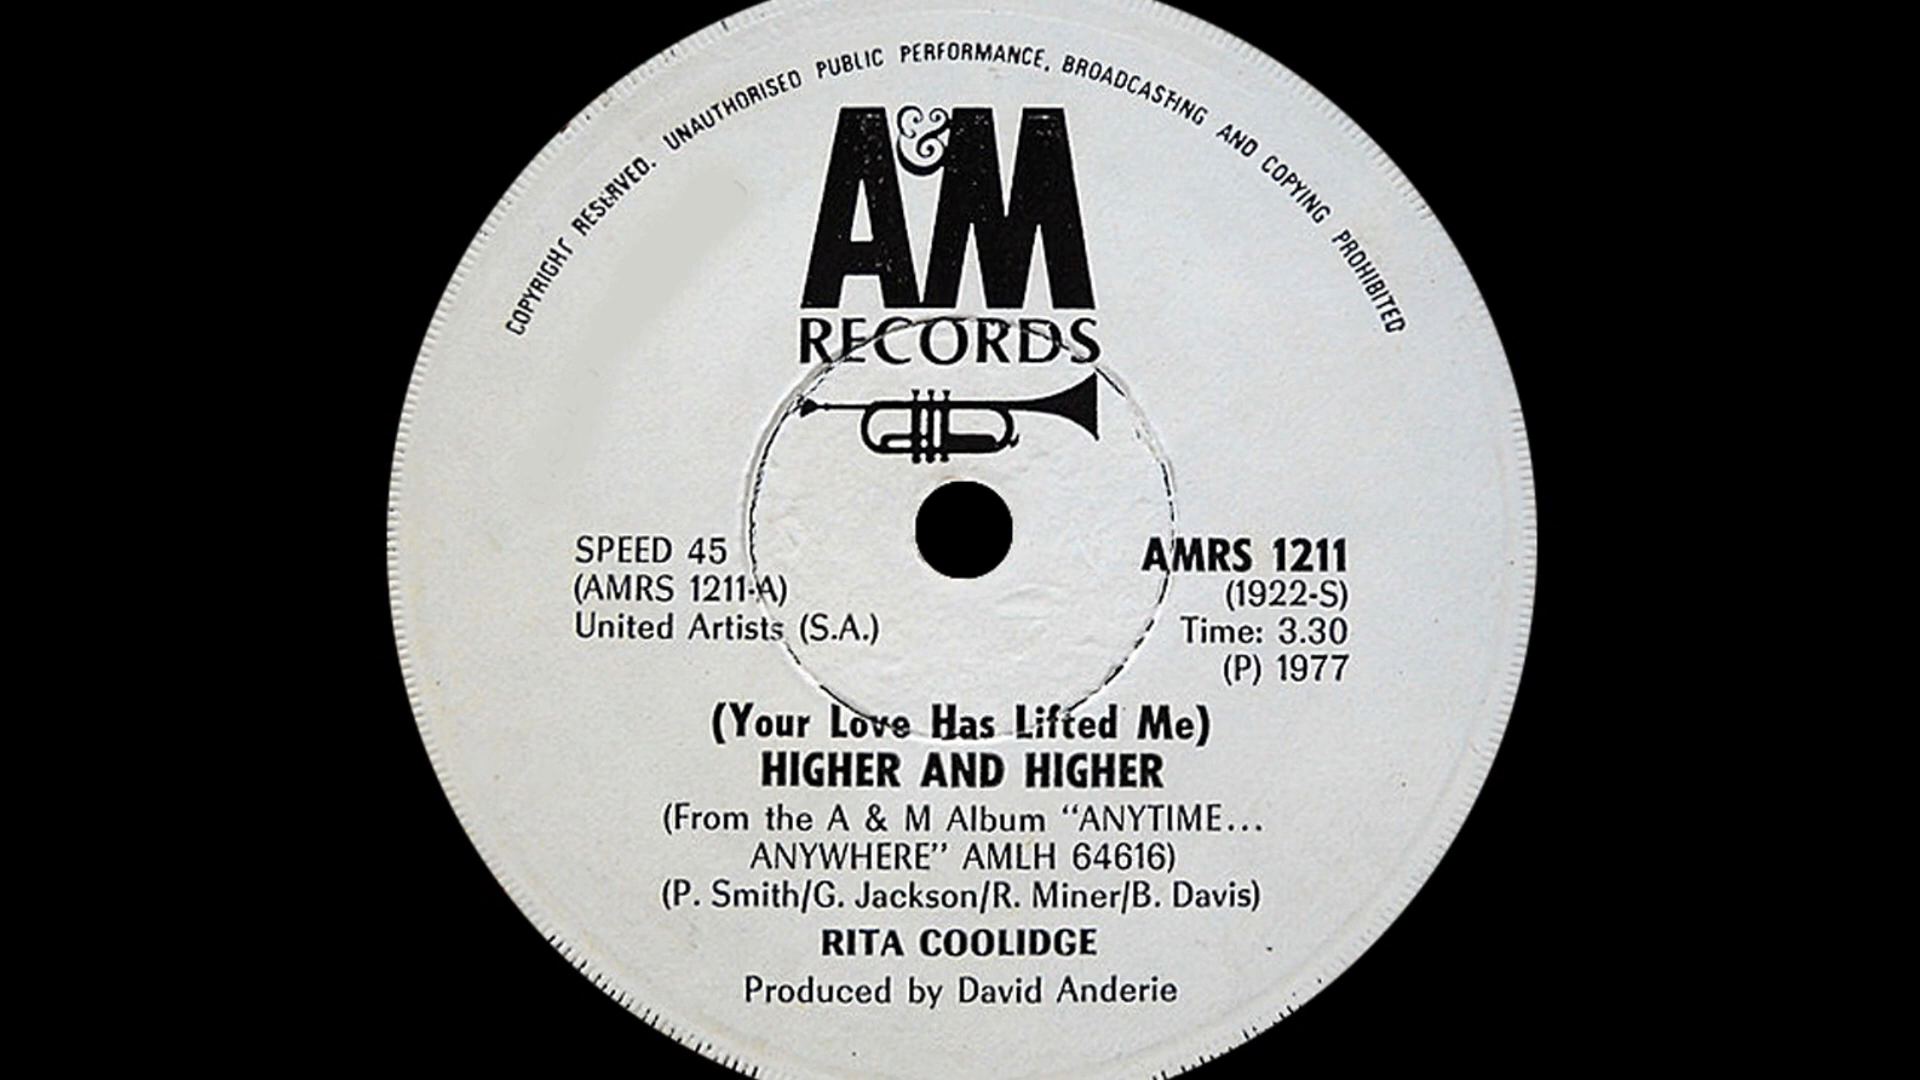 COPYRIGHT RESERVED. UNAUTHORISED PUBLIC PERFORMANCE, BROADCASTING AND COPYING PROHIBITED
A&M
RECORDS
SPEED 45
(AMRS 1211-A)
United Artists (S.A.)
AMRS 1211
(1922-S)
Time: 3.30
(P) 1977
(Your Love Has Lifted Me)
HIGHER AND HIGHER
(From the A & M Album “ANYTIME...
ANYWHERE” AMLH 64616)
(P. Smith/G. Jackson/R. Miner/B. Davis)
RITA COOLIDGE
Produced by David Anderie